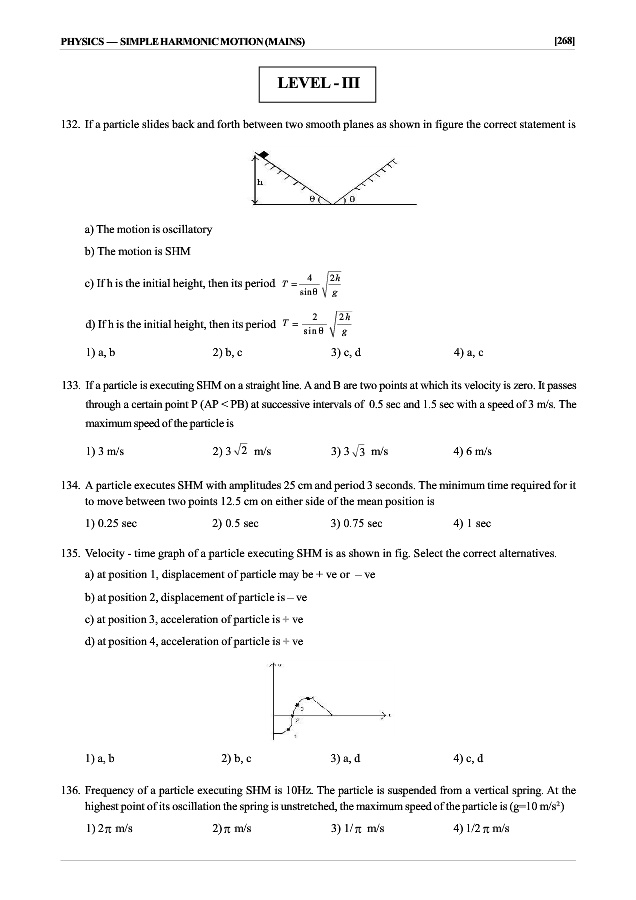 PHYSICS — SIMPLE HARMONIC MOTION (MAINS) [268]
LEVEL - III
132. If a particle slides back and forth between two smooth planes as shown in figure the correct statement is
h
θ θ
a) The motion is oscillatory
b) The motion is SHM
c) If h is the initial height, then its period T = 4/sinθ √(2h/g)
d) If h is the initial height, then its period T = 2/sinθ √(2h/g)
1) a, b 2) b, c 3) c, d 4) a, c
133. If a particle is executing SHM on a straight line. A and B are two points at which its velocity is zero. It passes
through a certain point P (AP < PB) at successive intervals of 0.5 sec and 1.5 sec with a speed of 3 m/s. The
maximum speed of the particle is
1) 3 m/s 2) 3√2 m/s 3) 3√3 m/s 4) 6 m/s
134. A particle executes SHM with amplitudes 25 cm and period 3 seconds. The minimum time required for it
to move between two points 12.5 cm on either side of the mean position is
1) 0.25 sec 2) 0.5 sec 3) 0.75 sec 4) 1 sec
135. Velocity - time graph of a particle executing SHM is as shown in fig. Select the correct alternatives.
a) at position 1, displacement of particle may be + ve or – ve
b) at position 2, displacement of particle is – ve
c) at position 3, acceleration of particle is + ve
d) at position 4, acceleration of particle is + ve
3
2
1) a, b 2) b, c 3) a, d 4) c, d
136. Frequency of a particle executing SHM is 10Hz. The particle is suspended from a vertical spring. At the
highest point of its oscillation the spring is unstretched, the maximum speed of the particle is (g=10 m/s²)
1) 2π m/s 2) π m/s 3) 1/π m/s 4) 1/2 π m/s